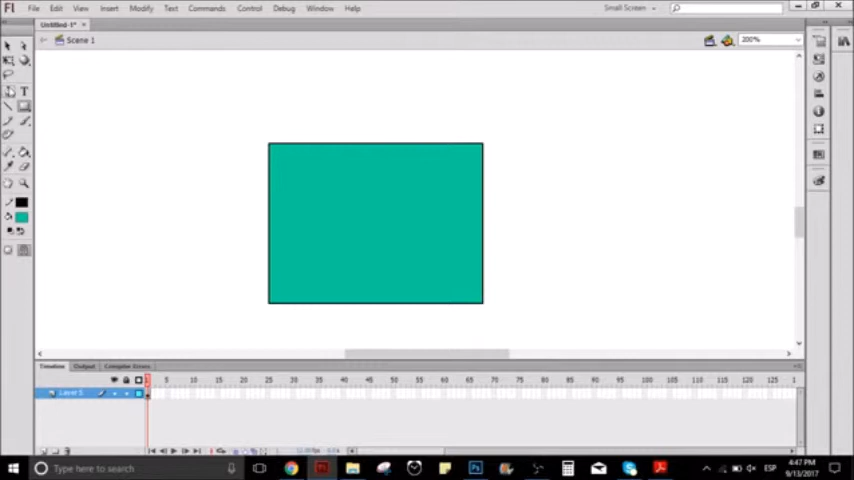 Fl File Edit View Insert Modify Text Commands Control Debug Window Help Small Screen
Untitled-1* ×
Scene 1 200%
T
Timeline Output Compiler Errors
1 5 10 15 20 25 30 35 40 45 50 55 60 65 70 75 80 85 90 95 100 105 110 115 120 125 1
Layer
Type here to search ESP 4:47 PM
9/13/2017